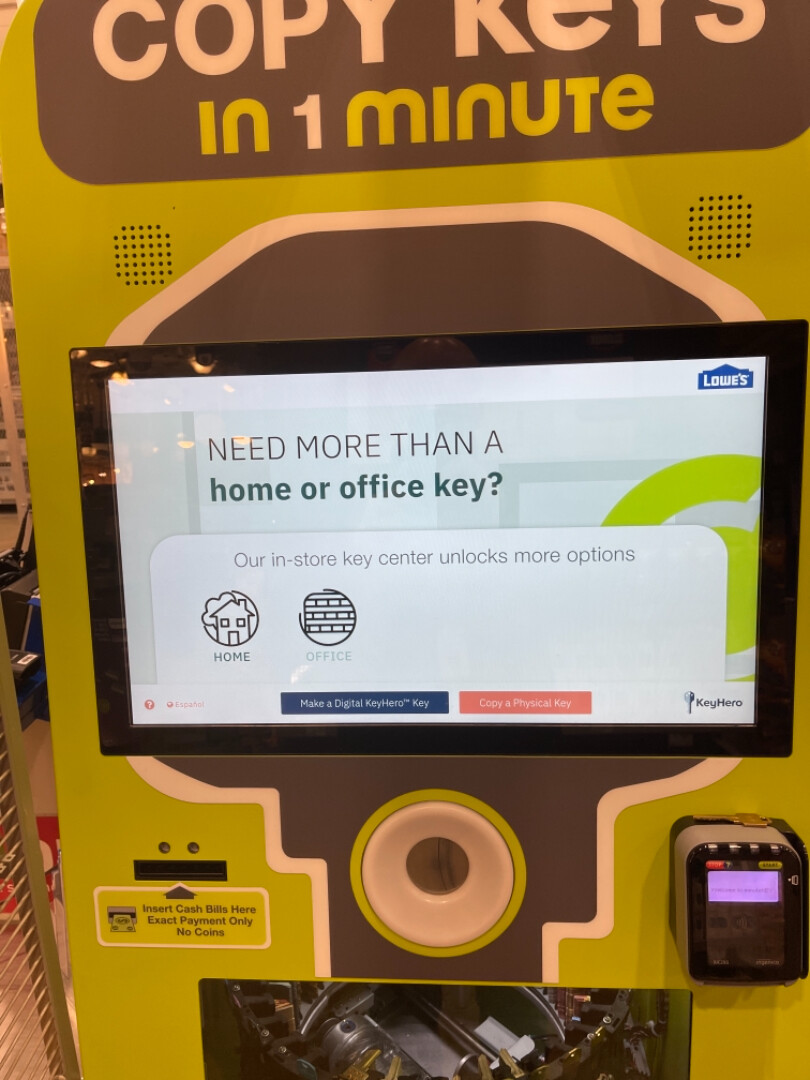 COPY KEYS
IN 1 MINUTE
LOWE'S
NEED MORE THAN A
home or office key?
Our in-store key center unlocks more options
HOME
OFFICE
?
Español
Make a Digital KeyHero™ Key
Copy a Physical Key
KeyHero
Insert Cash Bills Here
Exact Payment Only
No Coins